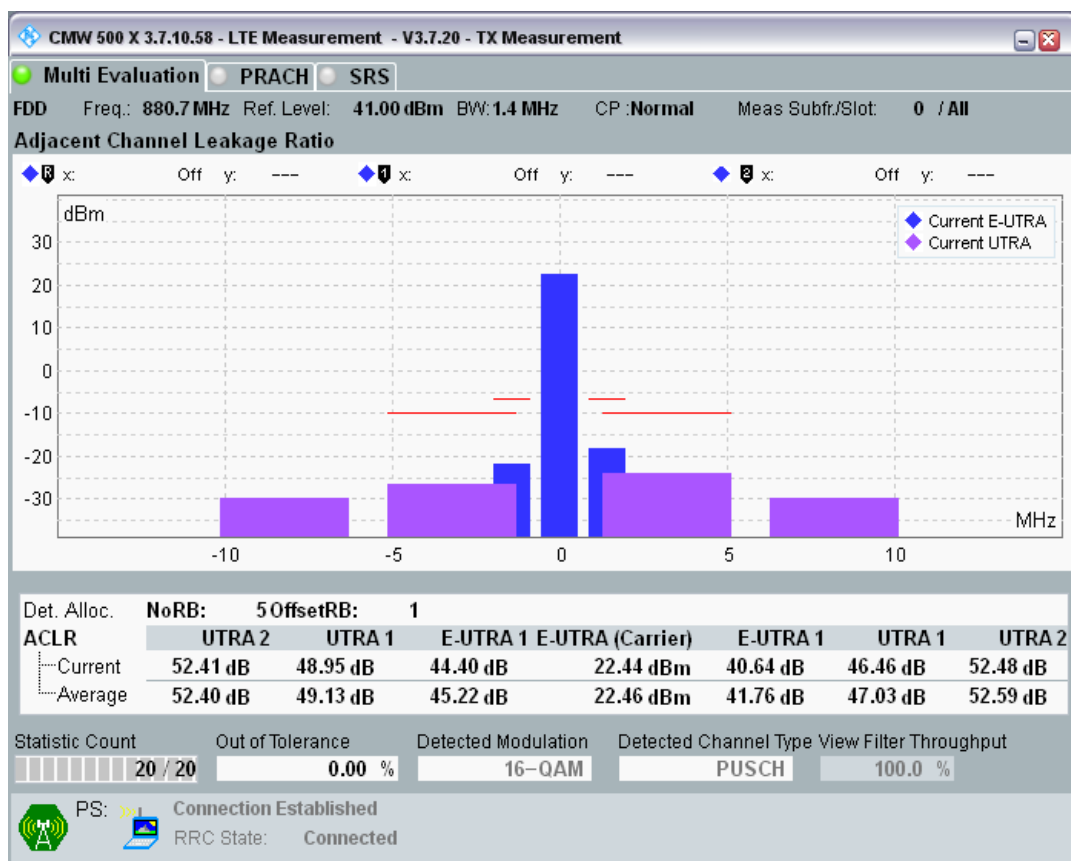 CMW 500 X 3.7.10.58 - LTE Measurement - V3.7.20 - TX Measurement
Multi Evaluation PRACH SRS
FDD Freq.: 880.7 MHz Ref. Level: 41.00 dBm BW: 1.4 MHz CP :Normal Meas Subfr./Slot: 0 / All
Adjacent Channel Leakage Ratio
R x: Off y: --- 1 x: Off y: --- 2 x: Off y: ---
dBm
Current E-UTRA
Current UTRA
30
20
10
0
-10
-20
-30
MHz
-10 -5 0 5 10
Det. Alloc. NoRB: 5 OffsetRB: 1
ACLR UTRA 2 UTRA 1 E-UTRA 1 E-UTRA (Carrier) E-UTRA 1 UTRA 1 UTRA 2
Current 52.41 dB 48.95 dB 44.40 dB 22.44 dBm 40.64 dB 46.46 dB 52.48 dB
Average 52.40 dB 49.13 dB 45.22 dB 22.46 dBm 41.76 dB 47.03 dB 52.59 dB
Statistic Count Out of Tolerance Detected Modulation Detected Channel Type View Filter Throughput
20 / 20 0.00 % 16-QAM PUSCH 100.0 %
PS: Connection Established
RRC State: Connected